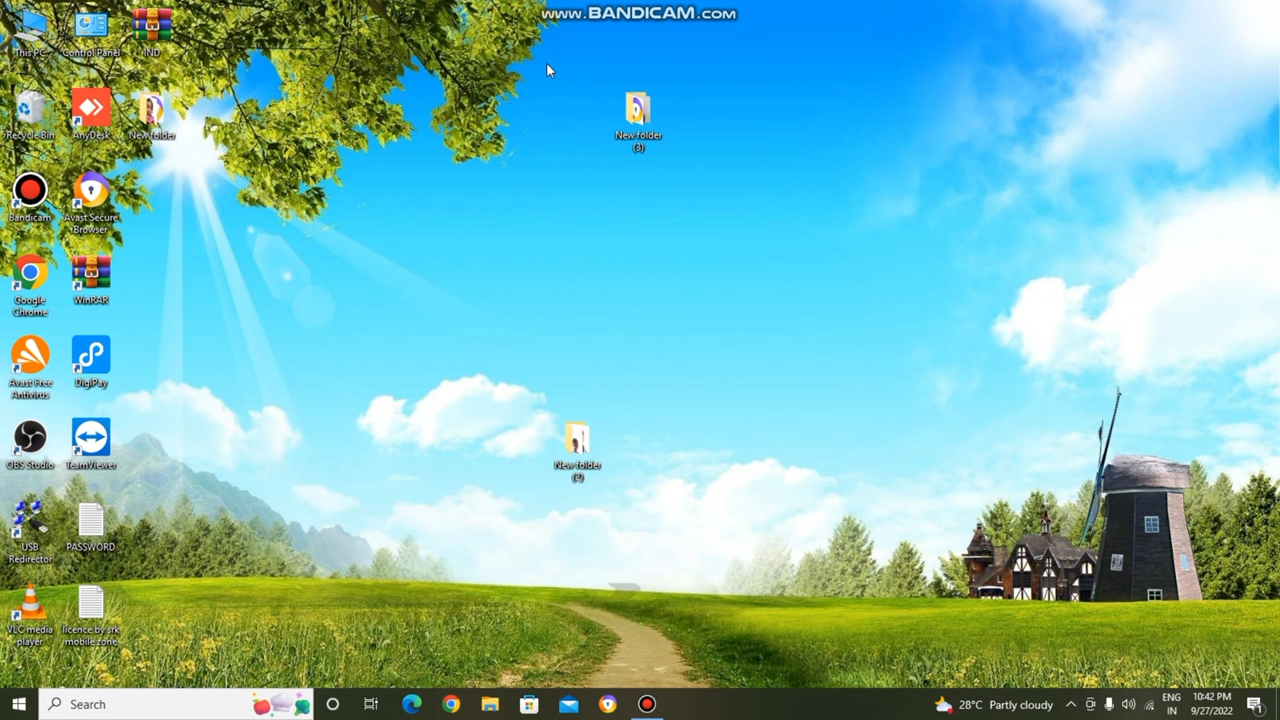 www.BANDICAM.com
This PC
Control Panel
IND
Recycle Bin
AnyDesk
New folder
New folder
(3)
Bandicam
Avast Secure
Browser
Google
Chrome
WinRAR
Avast Free
Antivirus
DigiPay
OBS Studio
TeamViewer
New folder
(2)
USB
Redirector
PASSWORD
VLC media
player
licence by srk
mobile zone
Search
28°C Partly cloudy
ENG
IN
10:42 PM
9/27/2022
1